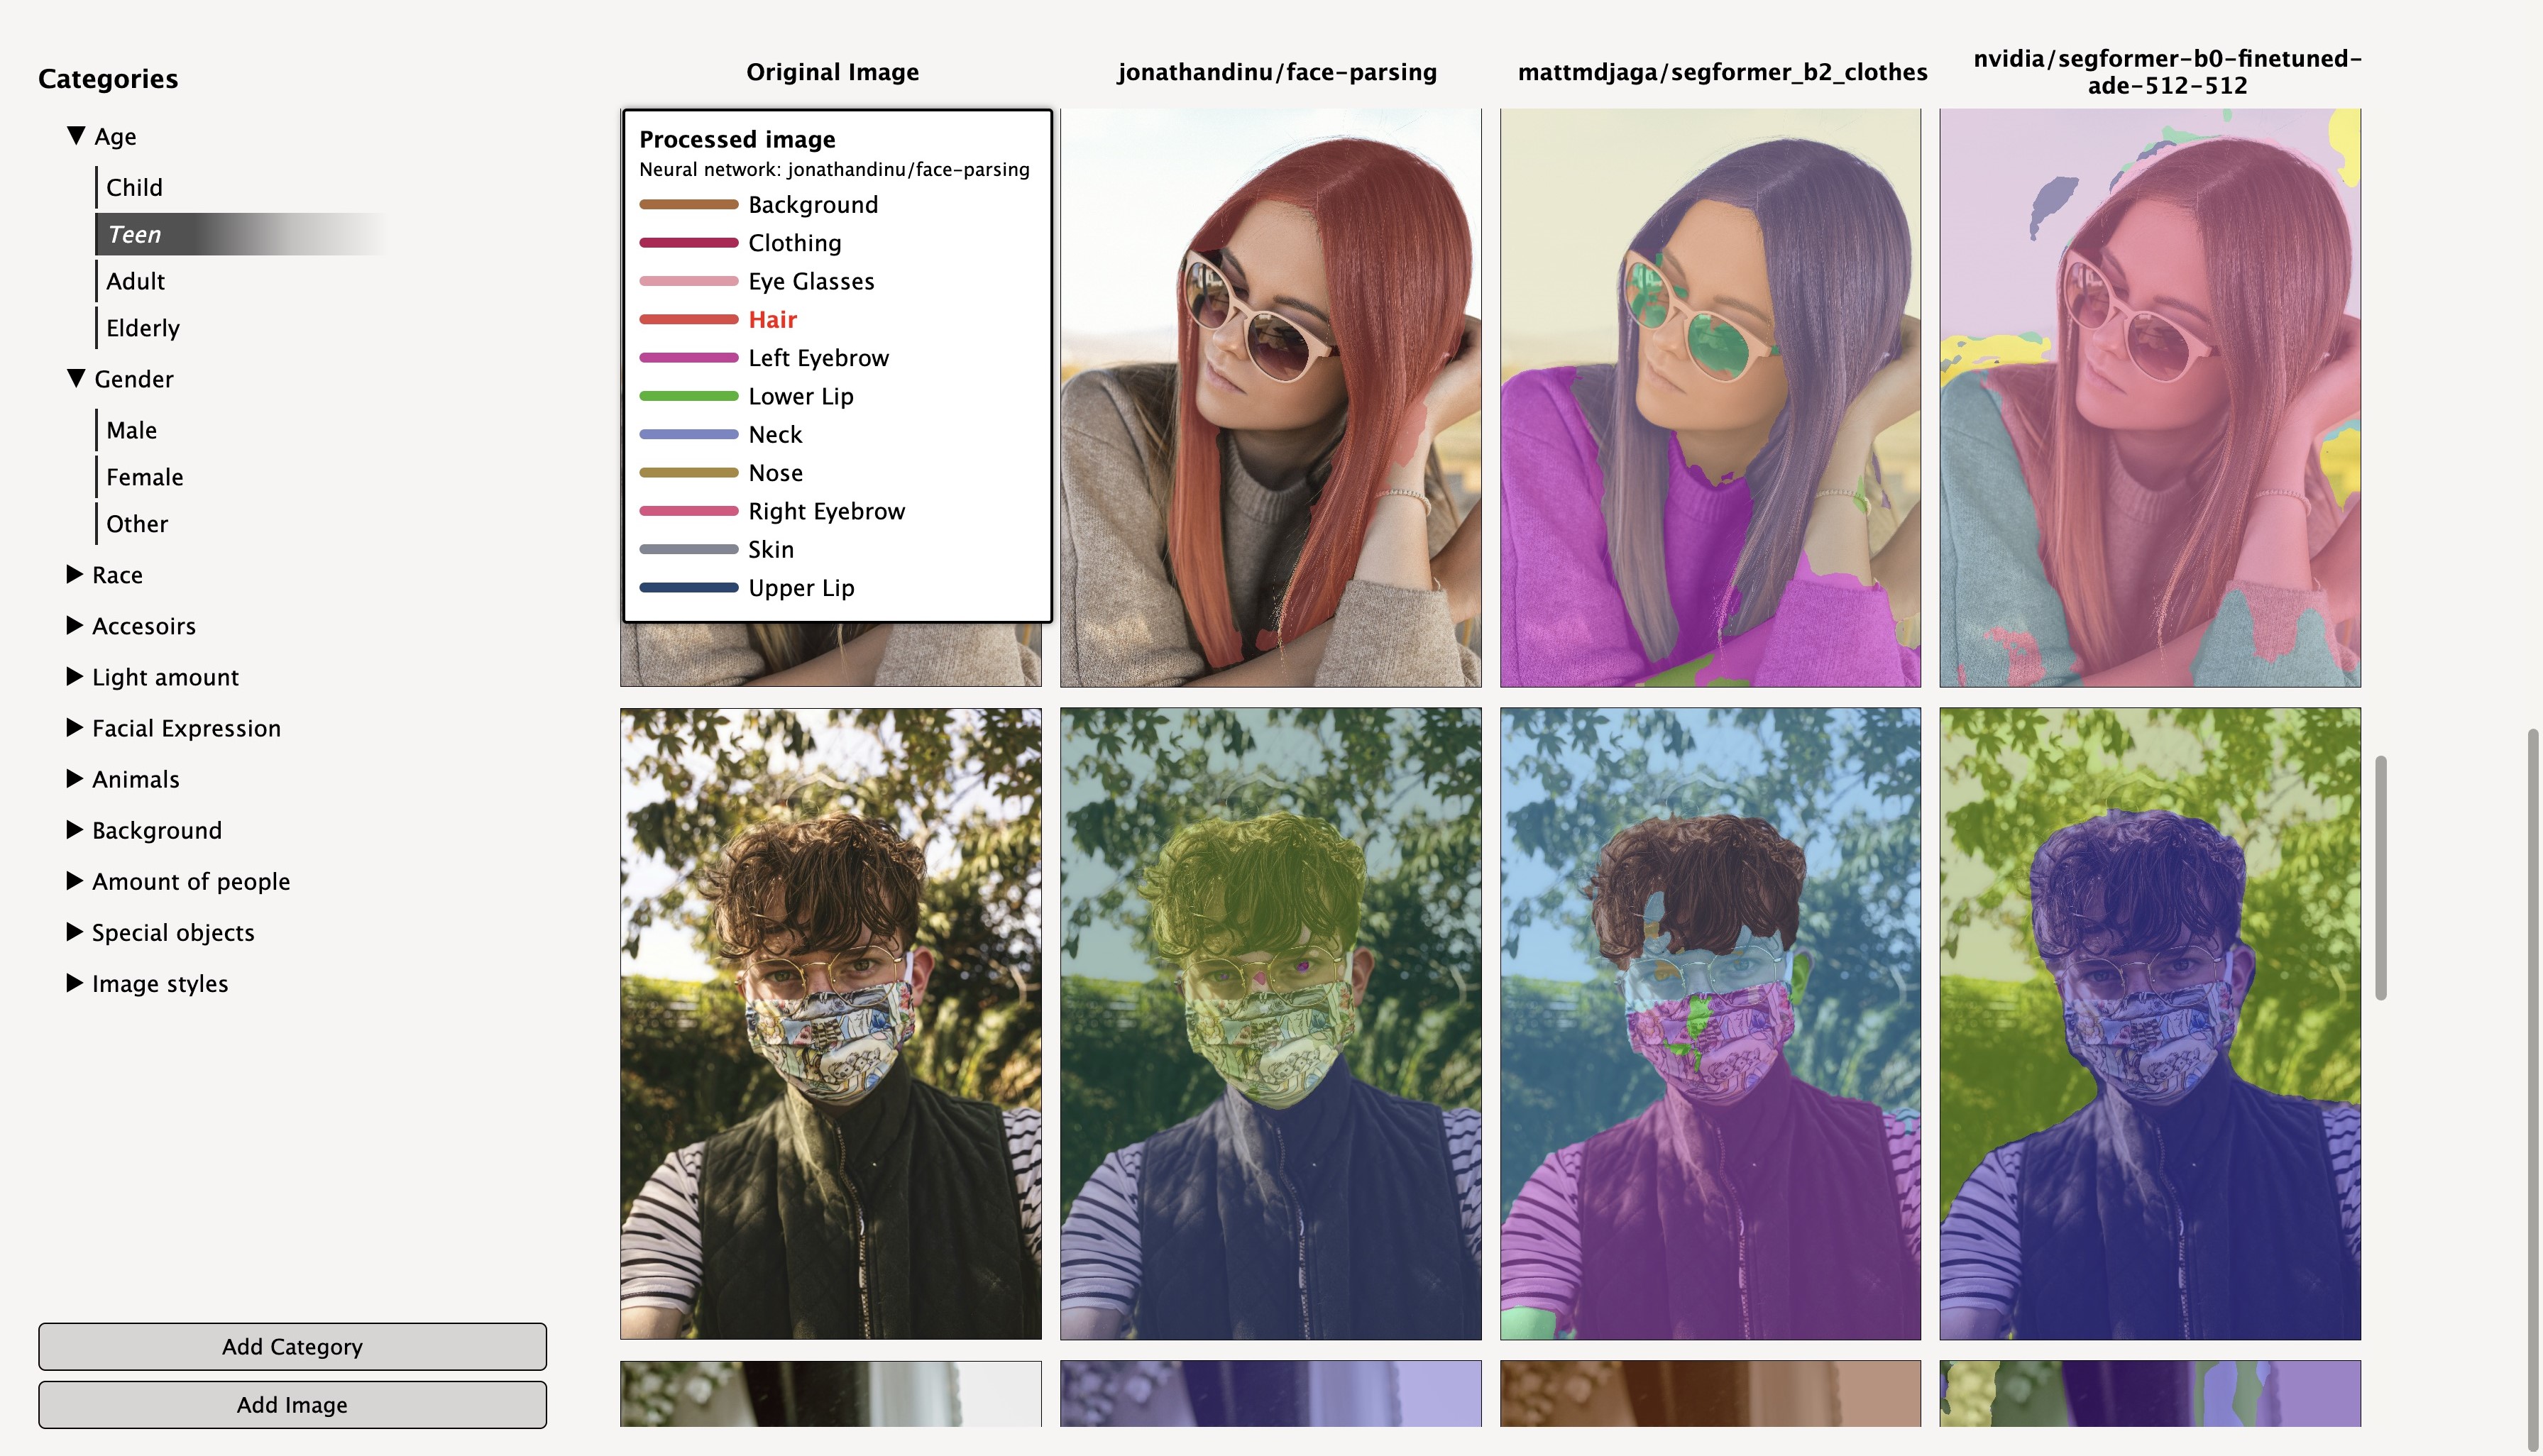 Categories
Age
Child
Teen
Adult
Elderly
Gender
Male
Female
Other
Race
Accesoirs
Light amount
Facial Expression
Animals
Background
Amount of people
Special objects
Image styles
Add Category
Add Image
Original Image
jonathandinu/face-parsing
mattmdjaga/segformer_b2_clothes
nvidia/segformer-b0-finetuned-
ade-512-512
Processed image
Neural network: jonathandinu/face-parsing
Background
Clothing
Eye Glasses
Hair
Left Eyebrow
Lower Lip
Neck
Nose
Right Eyebrow
Skin
Upper Lip